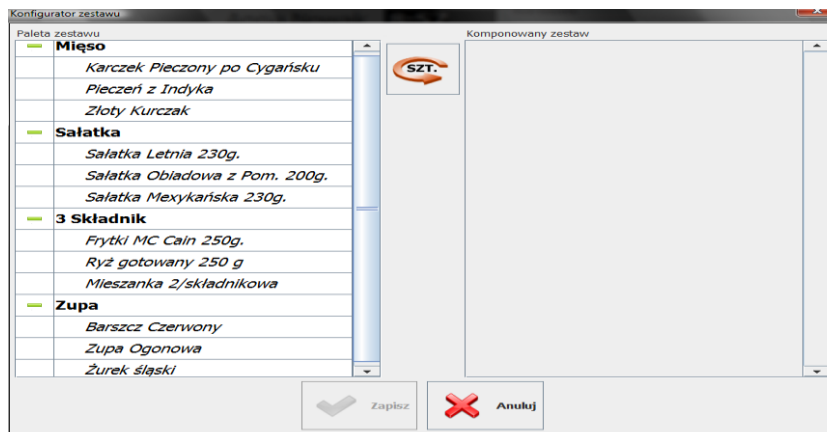 Konfigurator zestawu
Paleta zestawu
Komponowany zestaw
Mięso
Karczek Pieczony po Cygańsku
Pieczeń z Indyka
Złoty Kurczak
Sałatka
Sałatka Letnia 230g.
Sałatka Obiadowa z Pom. 200g.
Sałatka Mexykańska 230g.
3 Składnik
Frytki MC Cain 250g.
Ryż gotowany 250 g
Mieszanka 2/składnikowa
Zupa
Barszcz Czerwony
Zupa Ogonowa
Żurek śląski
SZT.
Zapisz
Anuluj